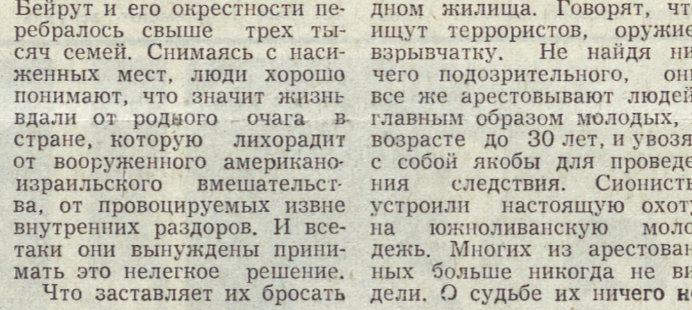 Бейрут и его окрестности пе-
ребралось свыше трех ты-
сяч семей. Снимаясь с наси-
женных мест, люди хорошо
понимают, что значит жизнь
вдали от родного очага в
стране, которую лихорадит
от вооруженного американо-
израильского вмешательст-
ва, от провоцируемых извне
внутренних раздоров. И все-
таки они вынуждены прини-
мать это нелегкое решение.
Что заставляет их бросать
дном жилища. Говорят, чт
ищут террористов, оружие
взрывчатку. Не найдя ни
чего подозрительного, они
все же арестовывают людей
главным образом молодых,
возрасте до 30 лет, и увозя
с собой якобы для проведе
ния следствия. Сионисты
устроили настоящую охоту
на южноливанскую моло
дежь. Многих из арестован
ных больше никогда не ви
дели. О судьбе их ничего не